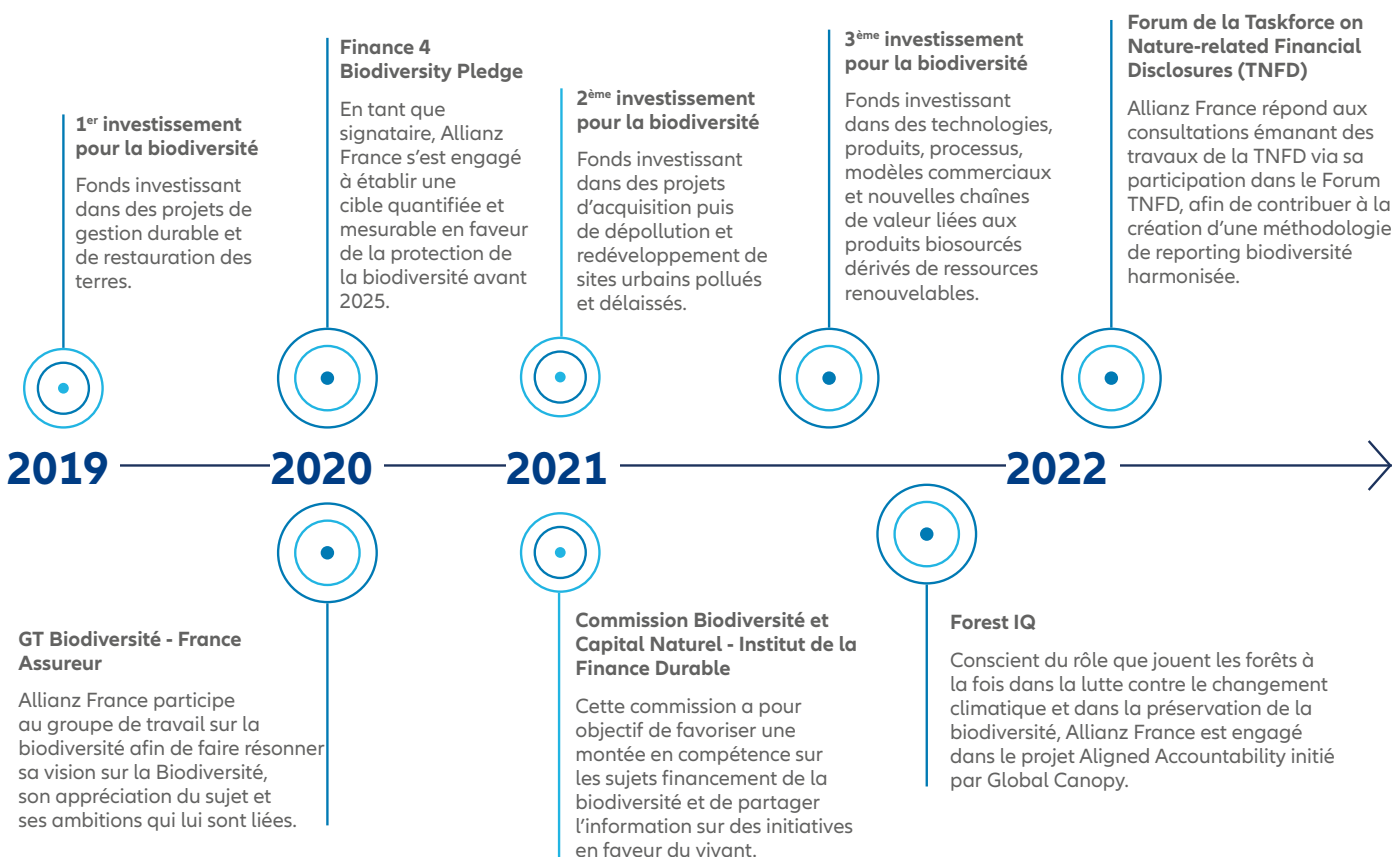 1er investissement
pour la biodiversité
Fonds investissant
dans des projets de
gestion durable et
de restauration des
terres.
Finance 4
Biodiversity Pledge
En tant que
signataire, Allianz
France s’est engagé
à établir une
cible quantifiée et
mesurable en faveur
de la protection de
la biodiversité avant
2025.
2ème investissement
pour la biodiversité
Fonds investissant
dans des projets
d’acquisition puis
de dépollution et
redéveloppement de
sites urbains pollués
et délaissés.
3ème investissement
pour la biodiversité
Fonds investissant
dans des technologies,
produits, processus,
modèles commerciaux
et nouvelles chaînes
de valeur liées aux
produits biosourcés
dérivés de ressources
renouvelables.
Forum de la Taskforce on
Nature-related Financial
Disclosures (TNFD)
Allianz France répond aux
consultations émanant des
travaux de la TNFD via sa
participation dans le Forum
TNFD, afin de contribuer à la
création d’une méthodologie
de reporting biodiversité
harmonisée.
2019
2020
2021
2022
GT Biodiversité - France
Assureur
Allianz France participe
au groupe de travail sur la
biodiversité afin de faire résonner
sa vision sur la Biodiversité,
son appréciation du sujet et
ses ambitions qui lui sont liées.
Commission Biodiversité et
Capital Naturel - Institut de la
Finance Durable
Cette commission a pour
objectif de favoriser une
montée en compétence sur
les sujets financement de la
biodiversité et de partager
l’information sur des initiatives
en faveur du vivant.
Forest IQ
Conscient du rôle que jouent les forêts à
la fois dans la lutte contre le changement
climatique et dans la préservation de la
biodiversité, Allianz France est engagé
dans le projet Aligned Accountability initié
par Global Canopy.